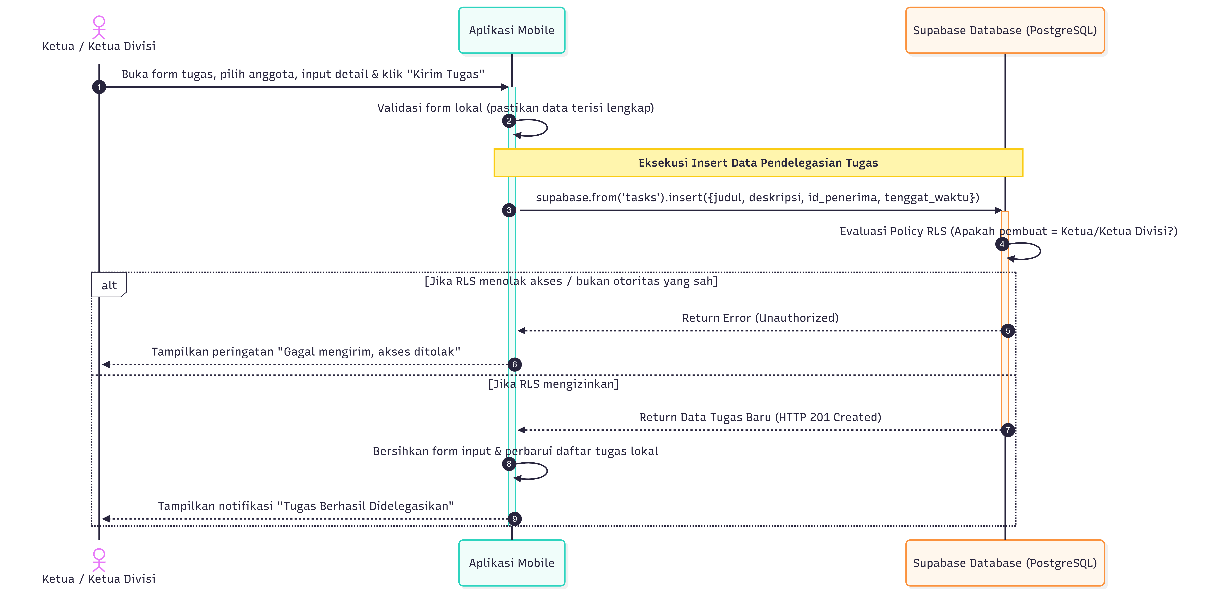 Ketua / Ketua Divisi
Aplikasi Mobile
Supabase Database (PostgreSQL)
1
Buka form tugas, pilih anggota, input detail & klik "Kirim Tugas"
Validasi form lokal (pastikan data terisi lengkap)
2
Eksekusi Insert Data Pendelegasian Tugas
supabase.from('tasks').insert({judul, deskripsi, id_penerima, tenggat_waktu})
3
Evaluasi Policy RLS (Apakah pembuat = Ketua/Ketua Divisi?)
4
alt
[Jika RLS menolak akses / bukan otoritas yang sah]
Return Error (Unauthorized)
5
Tampilkan peringatan "Gagal mengirim, akses ditolak"
6
[Jika RLS mengizinkan]
Return Data Tugas Baru (HTTP 201 Created)
7
Bersihkan form input & perbarui daftar tugas lokal
8
Tampilkan notifikasi "Tugas Berhasil Didelegasikan"
9
Ketua / Ketua Divisi
Aplikasi Mobile
Supabase Database (PostgreSQL)